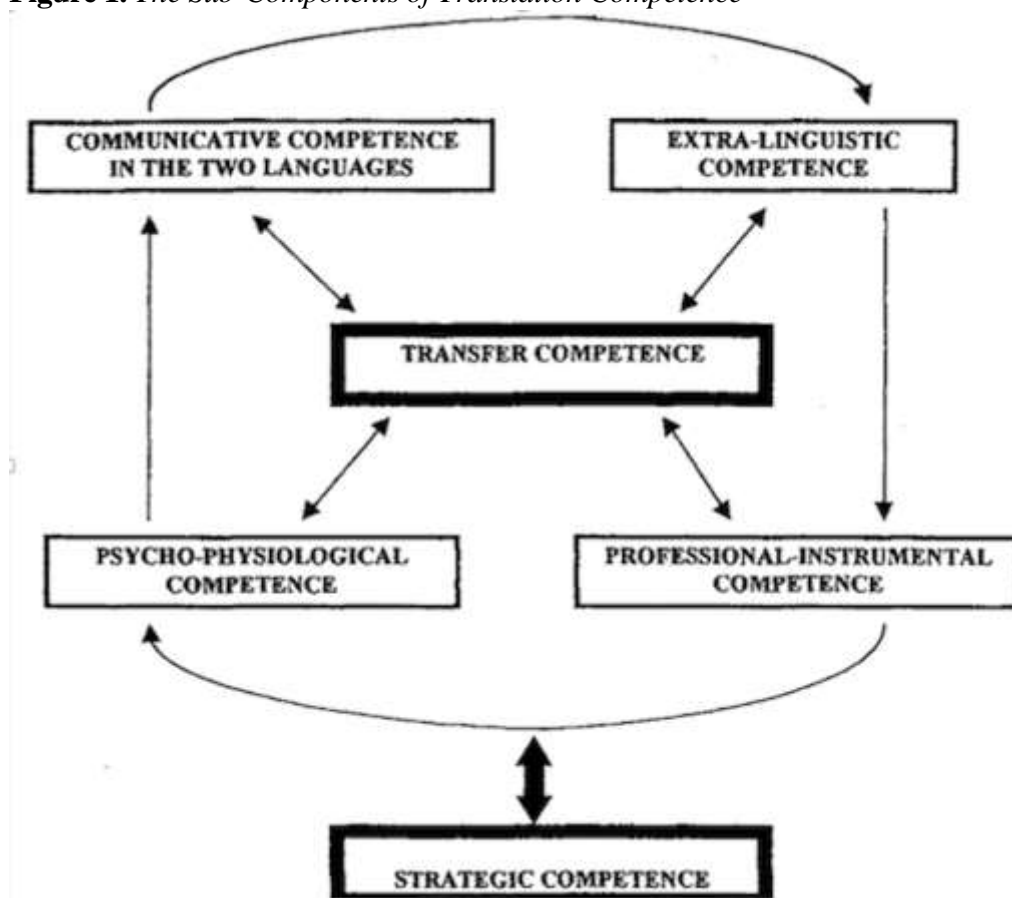 Figure 1. The Sub-Components of Translation Competence
COMMUNICATIVE COMPETENCE
IN THE TWO LANGUAGES
EXTRA-LINGUISTIC
COMPETENCE
TRANSFER COMPETENCE
PSYCHO-PHYSIOLOGICAL
COMPETENCE
PROFESSIONAL-INSTRUMENTAL
COMPETENCE
STRATEGIC COMPETENCE